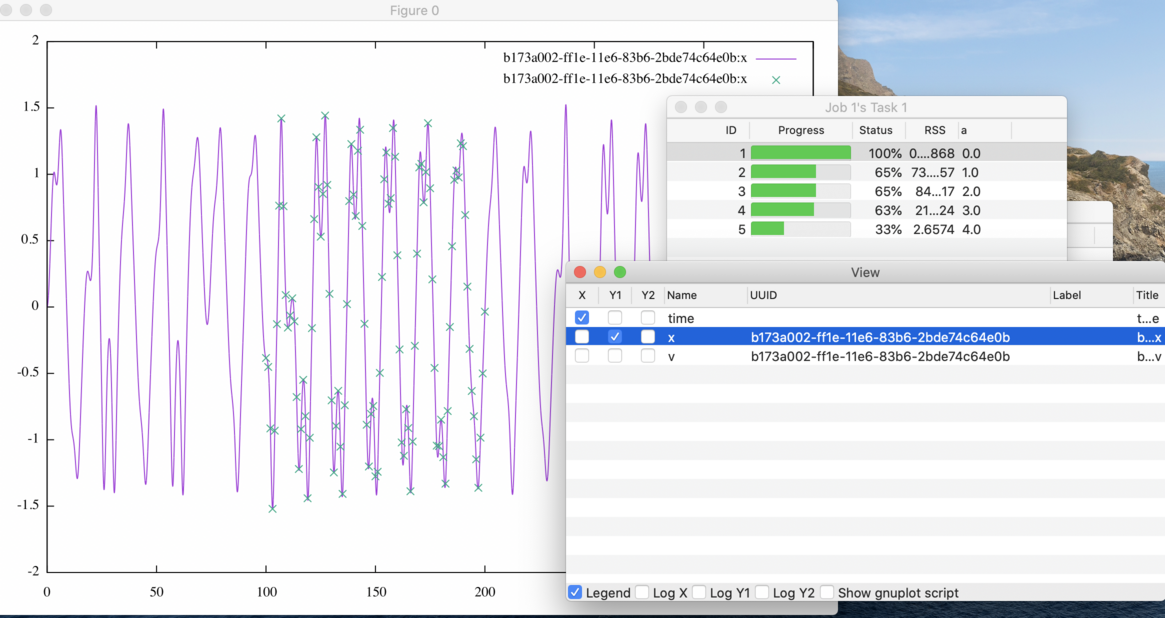 Figure 0
b173a002-ff1e-11e6-83b6-2bde74c64e0b:x
b173a002-ff1e-11e6-83b6-2bde74c64e0b:x
2
1.5
1
0.5
0
-0.5
-1
-1.5
-2
0 50 100 150 200
Job 1's Task 1
ID Progress Status RSS a
1 100% 0....868 0.0
2 65% 73....57 1.0
3 65% 84...17 2.0
4 63% 21...24 3.0
5 33% 2.6574 4.0
View
X Y1 Y2 Name UUID Label Title
time t...e
x b173a002-ff1e-11e6-83b6-2bde74c64e0b b...x
v b173a002-ff1e-11e6-83b6-2bde74c64e0b b...v
Legend Log X Log Y1 Log Y2 Show gnuplot script